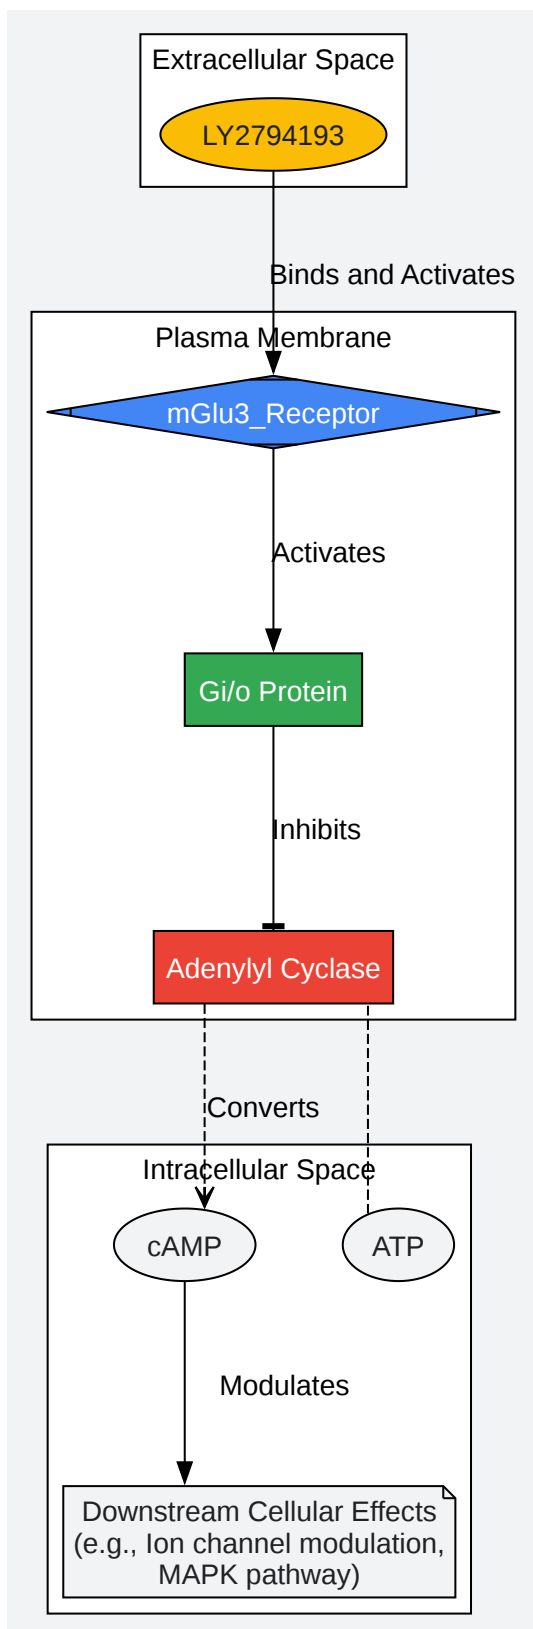 Extracellular Space
LY2794193
Binds and Activates
Plasma Membrane
mGlu3_Receptor
Activates
Gi/o Protein
Inhibits
Adenylyl Cyclase
Converts
Intracellular Space
cAMP
ATP
Modulates
Downstream Cellular Effects
(e.g., Ion channel modulation,
MAPK pathway)